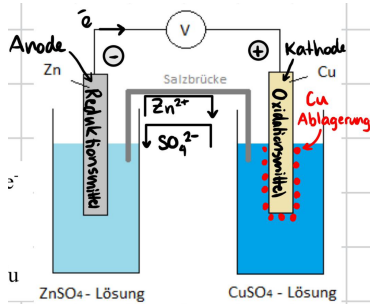 e⁻
V
Anode
Kathode
⊖
⊕
Zn
Cu
Salzbrücke
Reduktionsmittel
Zn²⁺
SO₄²⁻
Oxidationsmittel
Cu
Ablagerung
e⁻
u
ZnSO₄ - Lösung
CuSO₄ - Lösung